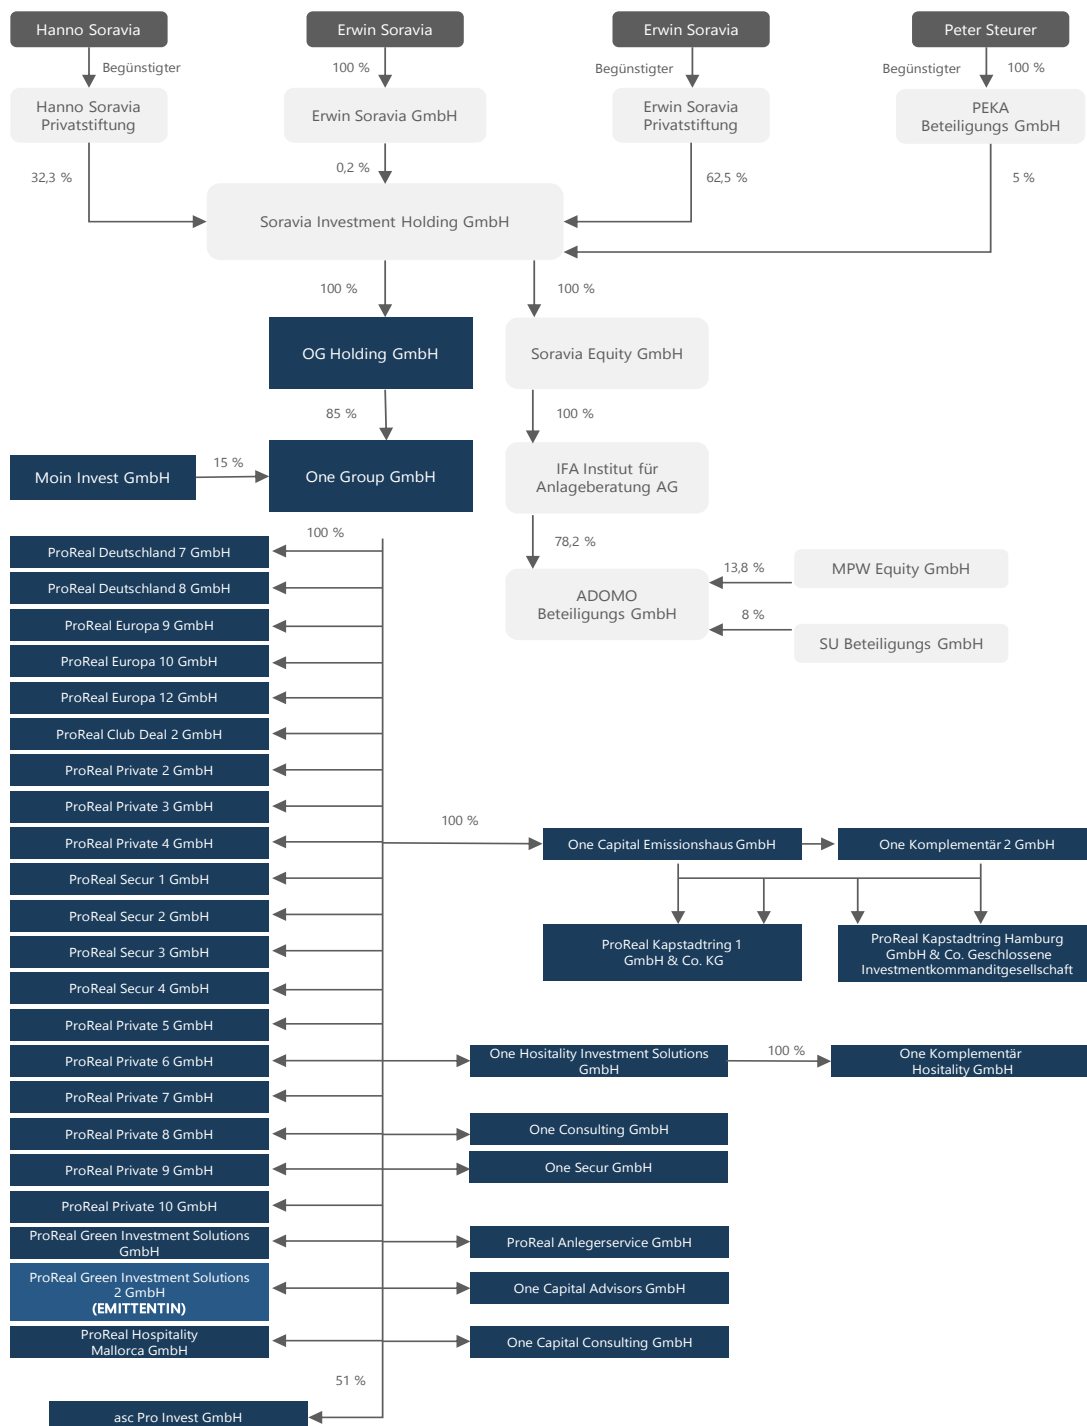 Hanno Soravia
Erwin Soravia
Erwin Soravia
Peter Steurer
Begünstigter
100 %
Begünstigter
Begünstigter
100 %
Hanno Soravia
Privatstiftung
Erwin Soravia GmbH
Erwin Soravia
Privatstiftung
PEKA
Beteiligungs GmbH
32,3 %
0,2 %
62,5 %
5 %
Soravia Investment Holding GmbH
100 %
100 %
OG Holding GmbH
Soravia Equity GmbH
85 %
100 %
Moin Invest GmbH
15 %
One Group GmbH
IFA Institut für
Anlageberatung AG
100 %
78,2 %
ProReal Deutschland 7 GmbH
ProReal Deutschland 8 GmbH
ProReal Europa 9 GmbH
ProReal Europa 10 GmbH
ProReal Europa 12 GmbH
ProReal Club Deal 2 GmbH
ProReal Private 2 GmbH
ProReal Private 3 GmbH
ProReal Private 4 GmbH
ProReal Secur 1 GmbH
ProReal Secur 2 GmbH
ProReal Secur 3 GmbH
ProReal Secur 4 GmbH
ProReal Private 5 GmbH
ProReal Private 6 GmbH
ProReal Private 7 GmbH
ProReal Private 8 GmbH
ProReal Private 9 GmbH
ProReal Private 10 GmbH
ProReal Green Investment Solutions
GmbH
ProReal Green Investment Solutions
2 GmbH
(EMITTENTIN)
ProReal Hospitality
Mallorca GmbH
51 %
asc Pro Invest GmbH
ADOMO
Beteiligungs GmbH
13,8 %
MPW Equity GmbH
8 %
SU Beteiligungs GmbH
100 %
One Capital Emissionshaus GmbH
One Komplementär 2 GmbH
ProReal Kapstadtring 1
GmbH & Co. KG
ProReal Kapstadtring Hamburg
GmbH & Co. Geschlossene
Investmentkommanditgesellschaft
One Hositality Investment Solutions
GmbH
100 %
One Komplementär
Hositality GmbH
One Consulting GmbH
One Secur GmbH
ProReal Anlegerservice GmbH
One Capital Advisors GmbH
One Capital Consulting GmbH